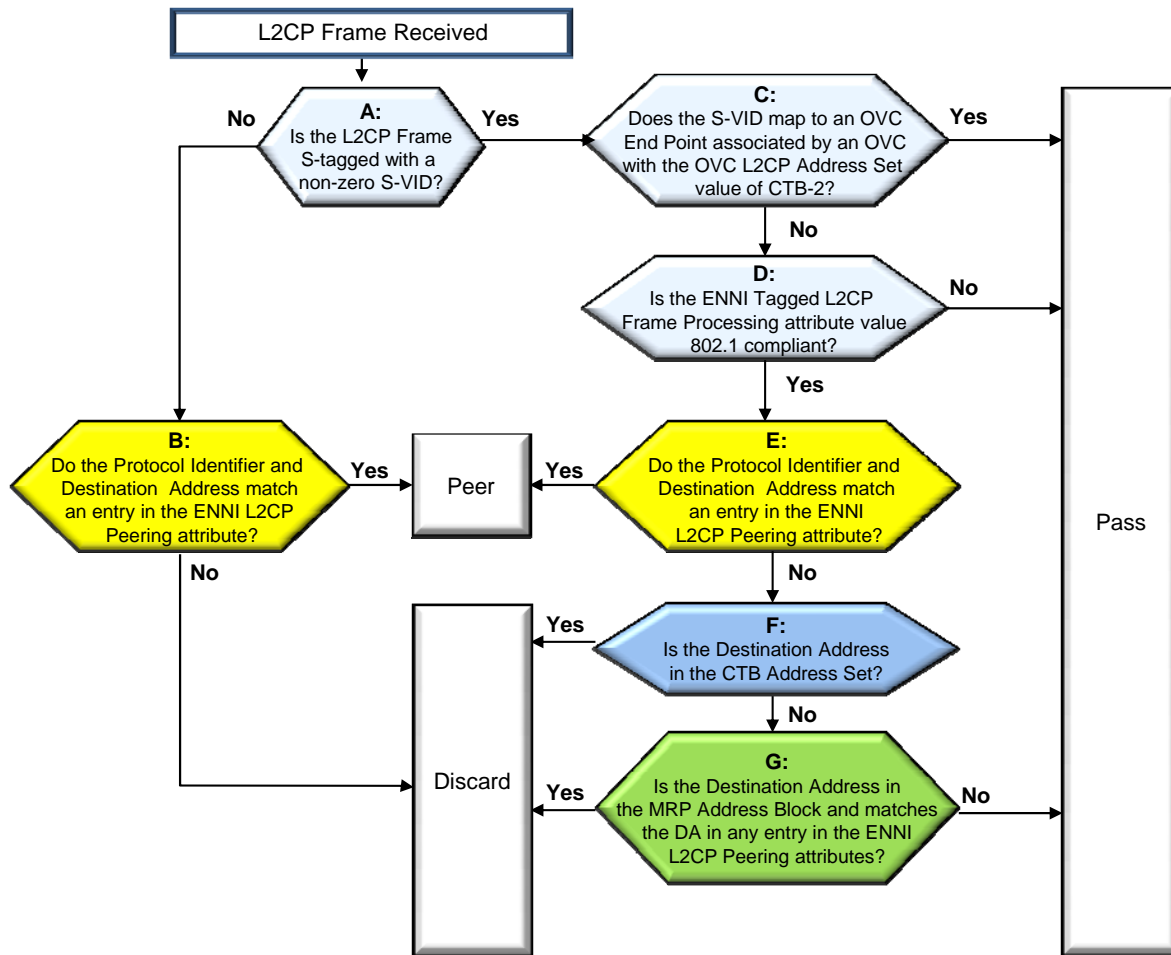 L2CP Frame Received
No
A:
Is the L2CP Frame
S-tagged with a
non-zero S-VID?
Yes
C:
Does the S-VID map to an OVC
End Point associated by an OVC
with the OVC L2CP Address Set
value of CTB-2?
Yes
No
D:
Is the ENNI Tagged L2CP
Frame Processing attribute value
802.1 compliant?
No
Yes
B:
Do the Protocol Identifier and
Destination Address match
an entry in the ENNI L2CP
Peering attribute?
Yes
Peer
Yes
E:
Do the Protocol Identifier and
Destination Address match
an entry in the ENNI
L2CP Peering attribute?
Pass
No
No
Yes
F:
Is the Destination Address
in the CTB Address Set?
No
Discard
Yes
G:
Is the Destination Address in
the MRP Address Block and matches
the DA in any entry in the ENNI
L2CP Peering attributes?
No